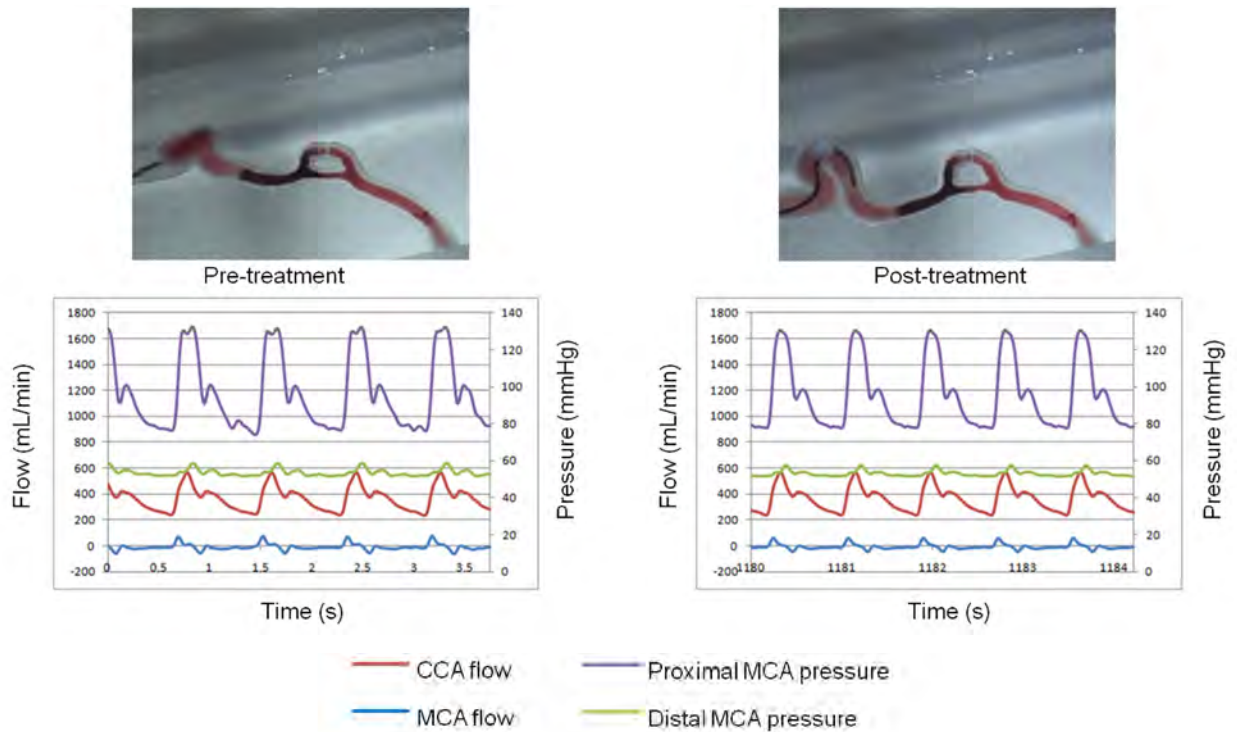 Pre-treatment
Post-treatment
1800 1600 1400 1200 1000 800 600 400 200 0 -200
Flow (mL/min)
0 0.5 1 1.5 2 2.5 3 3.5
Time (s)
140 120 100 80 60 40 20 0
Pressure (mmHg)
1800 1600 1400 1200 1000 800 600 400 200 0 -200
Flow (mL/min)
1180 1181 1182 1183 1184
Time (s)
140 120 100 80 60 40 20 0
Pressure (mmHg)
CCA flow Proximal MCA pressure
MCA flow Distal MCA pressure